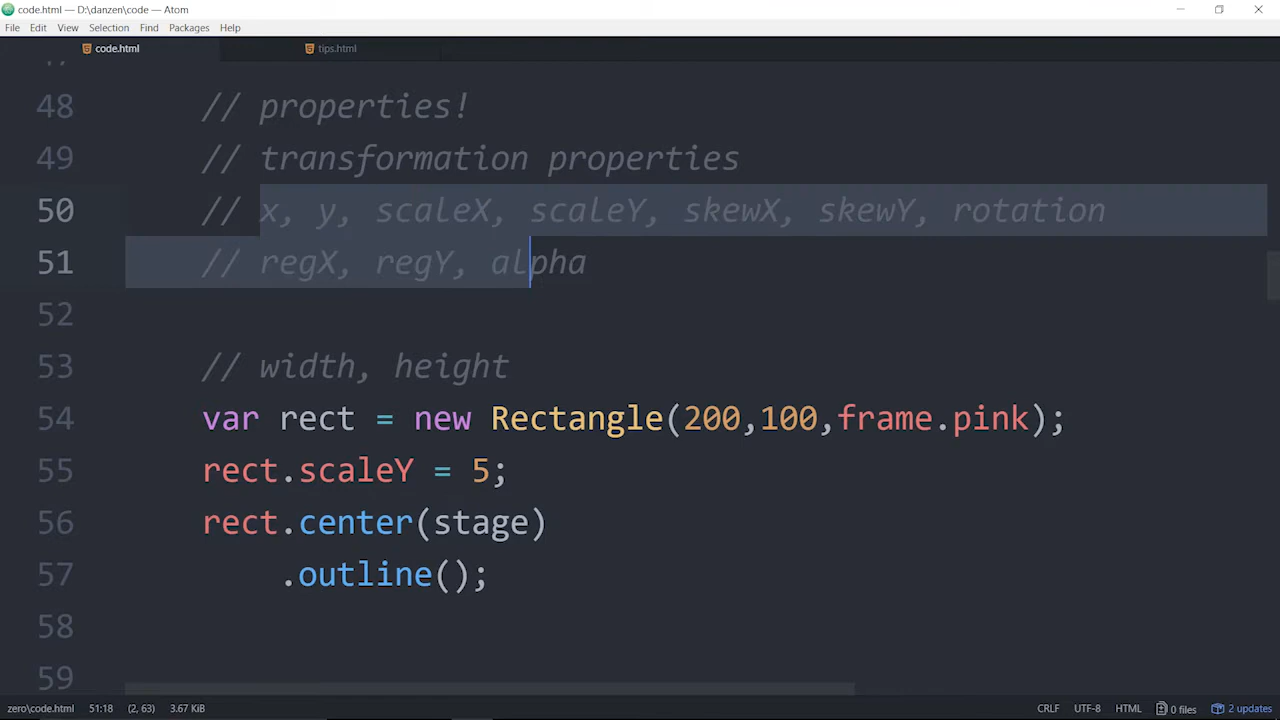 code.html — D:\danzen\code — Atom
File Edit View Selection Find Packages Help
code.html tips.html
48 // properties!
49 // transformation properties
50 // x, y, scaleX, scaleY, skewX, skewY, rotation
51 // regX, regY, alpha
52
53 // width, height
54 var rect = new Rectangle(200,100,frame.pink);
55 rect.scaleY = 5;
56 rect.center(stage)
57 .outline();
58
59
zero\code.html 51:18 (2, 63) 3.67 KiB CRLF UTF-8 HTML 0 files 2 updates